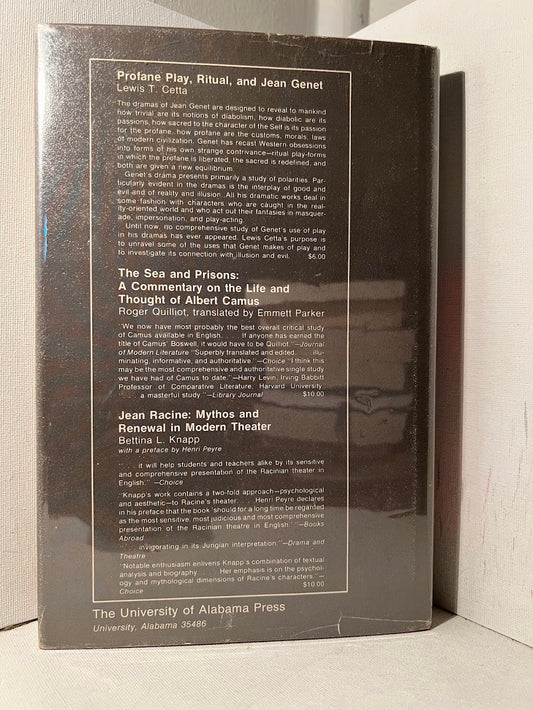 Profane Play, Ritual, and Jean Genet
Lewis T. Cetta
The dramas of Jean Genet are designed to reveal to mankind
how trivial are its notions of diabolism, how diabolic are its
passions, how sacred to the character of the Self is its passion
for the profane, how profane are the customs, morals, laws
of modern civilization. Genet has recast Western obsessions
into forms of his own strange contrivance—ritual play-forms
in which the profane is liberated, the sacred is redefined, and
both are given a new equilibrium.
Genet's drama presents primarily a study of polarities. Par-
ticularly evident in the dramas is the interplay of good and
evil and of reality and illusion. All his dramatic works deal in
some fashion with characters who are caught in the real-
ity-oriented world and who act out their fantasies in masquer-
ade, impersonation, and play-acting.
Until now, no comprehensive study of Genet's use of play
in his dramas has ever appeared. Lewis Cetta's purpose is
to unravel some of the uses that Genet makes of play and
to investigate its connection with illusion and evil. $6.00
The Sea and Prisons:
A Commentary on the Life and
Thought of Albert Camus
Roger Quilliot, translated by Emmett Parker
"We now have most probably the best overall critical study
of Camus available in English. . . . If anyone has earned the
title of Camus' Boswell, it would have to be Quilliot."—Journal
of Modern Literature "Superbly translated and edited. . . . illu-
minating, informative, and authoritative."—Choice "I think this
may be the most comprehensive and authoritative single study
we have had of Camus to date."—Harry Levin, Irving Babbitt
Professor of Comparative Literature, Harvard University.
". . . a masterful study."—Library Journal $10.00
Jean Racine: Mythos and
Renewal in Modern Theater
Bettina L. Knapp
with a preface by Henri Peyre
". . . it will help students and teachers alike by its sensitive
and comprehensive presentation of the Racinian theater in
English." —Choice
"Knapp's work contains a two-fold approach—psychological
and aesthetic—to Racine's theater. . . . Henri Peyre declares
in his preface that the book 'should for a long time be regarded
as the most sensitive, most judicious and most comprehensive
presentation of the Racinian theatre in English.' "—Books
Abroad
". . . invigorating in its Jungian interpretation."—Drama and
Theatre
"Notable enthusiasm enlivens Knapp's combination of textual
analysis and biography. . . . Her emphasis is on the psychol-
ogy and mythological dimensions of Racine's characters."—
Choice $10.00
The University of Alabama Press
University, Alabama 35486